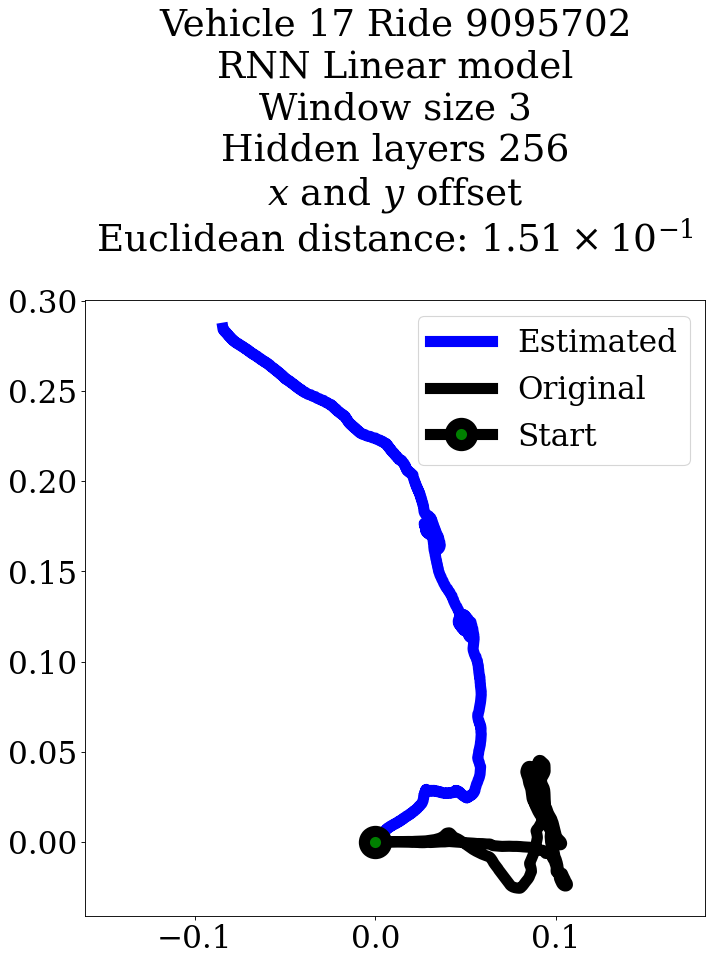 Vehicle 17 Ride 9095702
RNN Linear model
Window size 3
Hidden layers 256
x and y offset
Euclidean distance: 1.51 × 10⁻¹
0.30
0.25
0.20
0.15
0.10
0.05
0.00
−0.1
0.0
0.1
Estimated
Original
Start